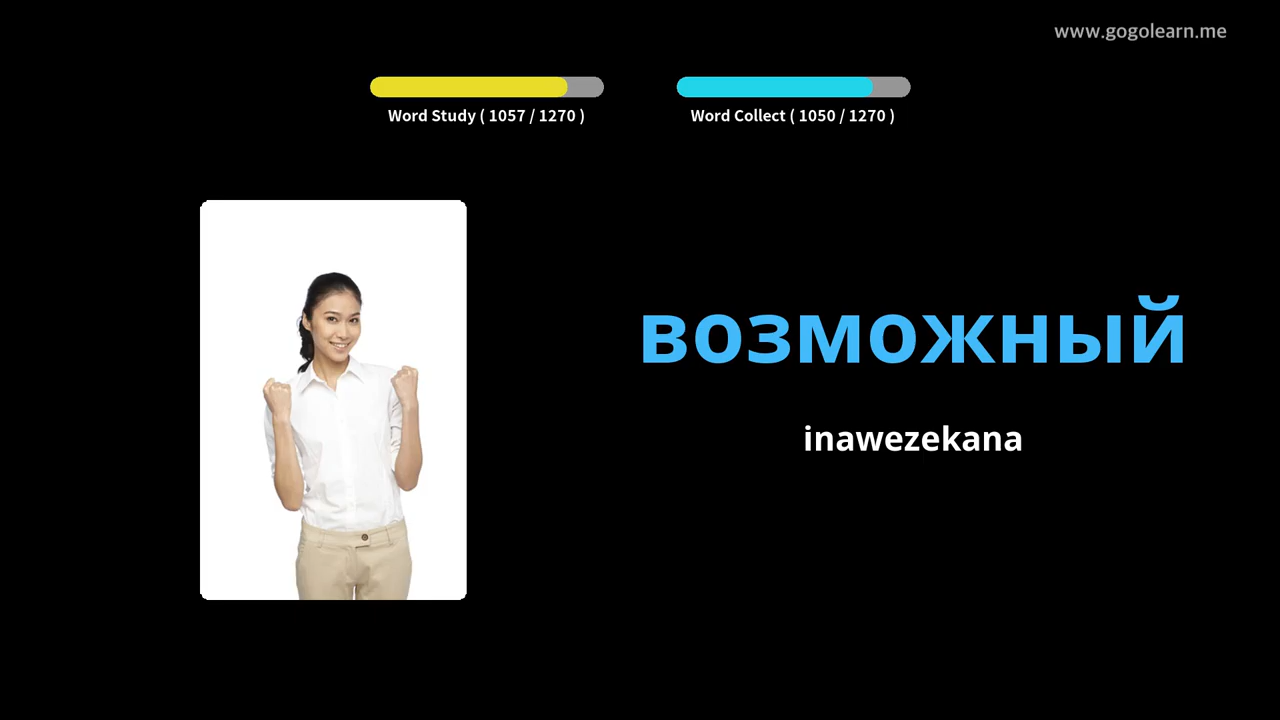 www.gogolearn.me
Word Study ( 1057 / 1270 )
Word Collect ( 1050 / 1270 )
возможный
inawezekana